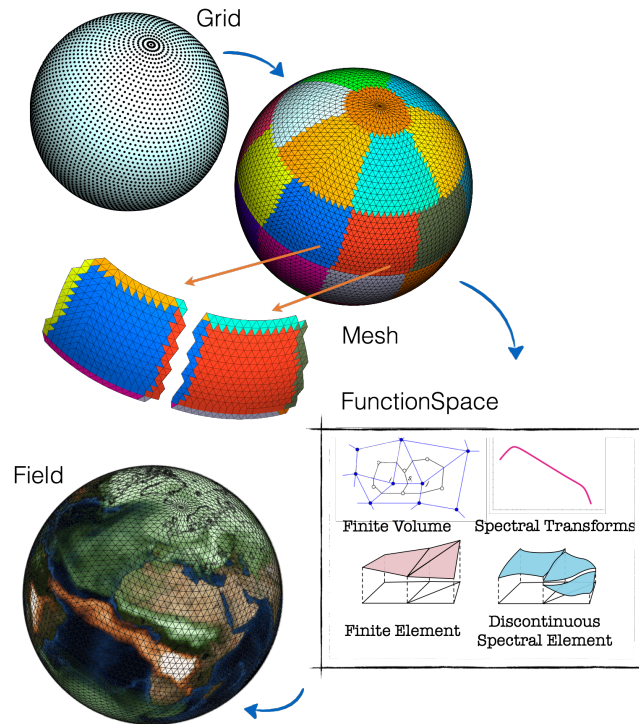 Grid
Mesh
FunctionSpace
Field
Finite Volume
Spectral Transforms
Finite Element
Discontinuous
Spectral Element